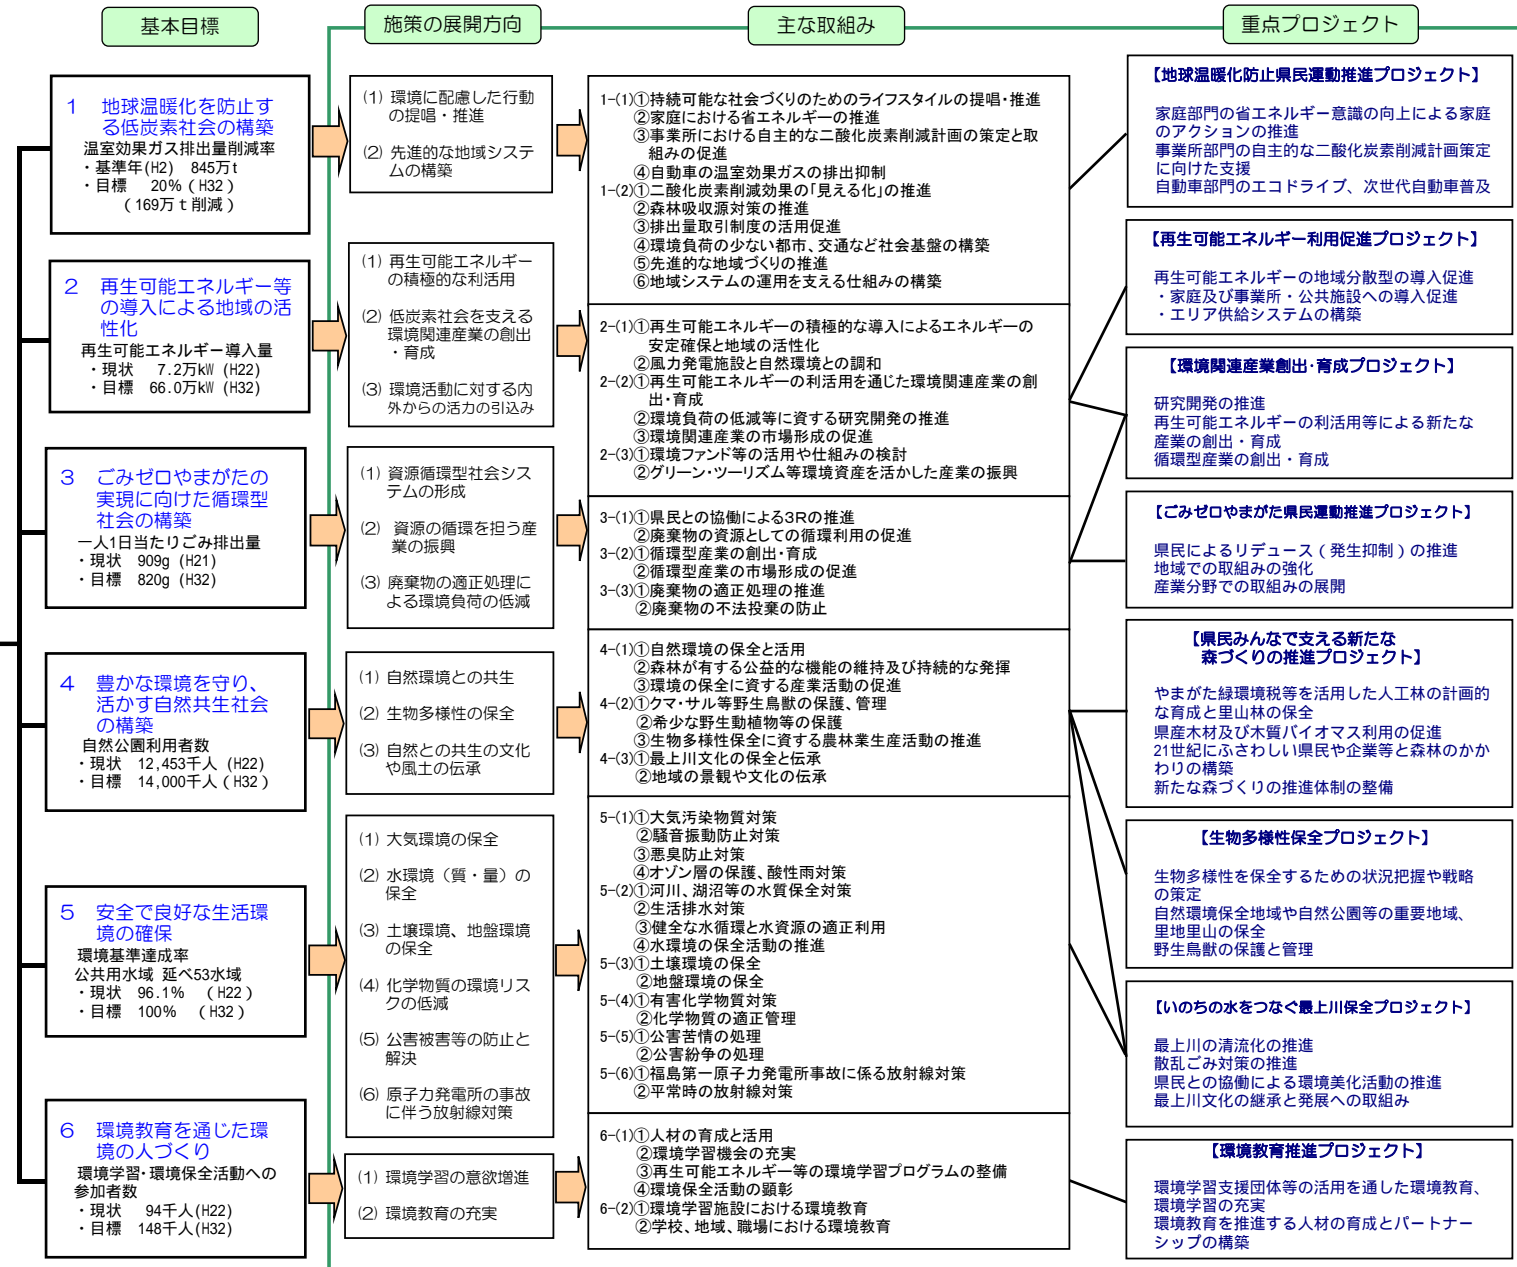 基本目標
施策の展開方向
主な取組み
重点プロジェクト
1 地球温暖化を防止す
る低炭素社会の構築
温室効果ガス排出量削減率
・基準年(H2) 845万t
・目標 20% (H32)
(169万t削減)
2 再生可能エネルギー等
の導入による地域の活
性化
再生可能エネルギー導入量
・現状 7.2万kW (H22)
・目標 66.0万kW (H32)
3 ごみゼロやまがたの
実現に向けた循環型
社会の構築
一人1日当たりごみ排出量
・現状 909g (H21)
・目標 820g (H32)
4 豊かな環境を守り、
活かす自然共生社会
の構築
自然公園利用者数
・現状 12,453千人 (H22)
・目標 14,000千人 (H32)
5 安全で良好な生活環
境の確保
環境基準達成率
公共用水域 延べ53水域
・現状 96.1% (H22)
・目標 100% (H32)
6 環境教育を通じた環
境の人づくり
環境学習・環境保全活動への
参加者数
・現状 94千人(H22)
・目標 148千人(H32)
(1) 環境に配慮した行動
の提唱・推進
(2) 先進的な地域システ
ムの構築
(1) 再生可能エネルギー
の積極的な利活用
(2) 低炭素社会を支える
環境関連産業の創出
・育成
(3) 環境活動に対する内
外からの活力の引込み
(1) 資源循環型社会シス
テムの形成
(2) 資源の循環を担う産
業の振興
(3) 廃棄物の適正処理に
よる環境負荷の低減
(1) 自然環境との共生
(2) 生物多様性の保全
(3) 自然との共生の文化
や風土の伝承
(1) 大気環境の保全
(2) 水環境(質・量)の
保全
(3) 土壌環境、地盤環境
の保全
(4) 化学物質の環境リス
クの低減
(5) 公害被害等の防止と
解決
(6) 原子力発電所の事故
に伴う放射線対策
(1) 環境学習の意欲増進
(2) 環境教育の充実
1-(1)①持続可能な社会づくりのためのライフスタイルの提唱・推進
②家庭における省エネルギーの推進
③事業所における自主的な二酸化炭素削減計画の策定と取
組みの促進
④自動車の温室効果ガスの排出抑制
1-(2)①二酸化炭素削減効果の「見える化」の推進
②森林吸収源対策の推進
③排出量取引制度の活用促進
④環境負荷の少ない都市、交通など社会基盤の構築
⑤先進的な地域づくりの推進
⑥地域システムの運用を支える仕組みの構築
2-(1)①再生可能エネルギーの積極的な導入によるエネルギーの
安定確保と地域の活性化
②風力発電施設と自然環境との調和
2-(2)①再生可能エネルギーの利活用を通じた環境関連産業の創
出・育成
②環境負荷の低減等に資する研究開発の推進
③環境関連産業の市場形成の促進
2-(3)①環境ファンド等の活用や仕組みの検討
②グリーン・ツーリズム等環境資産を活かした産業の振興
3-(1)①県民との協働による3Rの推進
②廃棄物の資源としての循環利用の促進
3-(2)①循環型産業の創出・育成
②循環型産業の市場形成の促進
3-(3)①廃棄物の適正処理の推進
②廃棄物の不法投棄の防止
4-(1)①自然環境の保全と活用
②森林が有する公益的な機能の維持及び持続的な発揮
③環境の保全に資する産業活動の促進
4-(2)①クマ・サル等野生鳥獣の保護、管理
②希少な野生動植物等の保護
③生物多様性保全に資する農林業生産活動の推進
4-(3)①最上川文化の保全と伝承
②地域の景観や文化の伝承
5-(1)①大気汚染物質対策
②騒音振動防止対策
③悪臭防止対策
④オゾン層の保護、酸性雨対策
5-(2)①河川、湖沼等の水質保全対策
②生活排水対策
③健全な水循環と水資源の適正利用
④水環境の保全活動の推進
5-(3)①土壌環境の保全
②地盤環境の保全
5-(4)①有害化学物質対策
②化学物質の適正管理
5-(5)①公害苦情の処理
②公害紛争の処理
5-(6)①福島第一原子力発電所事故に係る放射線対策
②平常時の放射線対策
6-(1)①人材の育成と活用
②環境学習機会の充実
③再生可能エネルギー等の環境学習プログラムの整備
④環境保全活動の顕彰
6-(2)①環境学習施設における環境教育
②学校、地域、職場における環境教育
【地球温暖化防止県民運動推進プロジェクト】
家庭部門の省エネルギー意識の向上による家庭
のアクションの推進
事業所部門の自主的な二酸化炭素削減計画策定
に向けた支援
自動車部門のエコドライブ、次世代自動車普及
【再生可能エネルギー利用促進プロジェクト】
再生可能エネルギーの地域分散型の導入促進
・家庭及び事業所・公共施設への導入促進
・エリア供給システムの構築
【環境関連産業創出・育成プロジェクト】
研究開発の推進
再生可能エネルギーの利活用等による新たな
産業の創出・育成
循環型産業の創出・育成
【ごみゼロやまがた県民運動推進プロジェクト】
県民によるリデュース(発生抑制)の推進
地域での取組みの強化
産業分野での取組みの展開
【県民みんなで支える新たな
森づくりの推進プロジェクト】
やまがた緑環境税等を活用した人工林の計画的
な育成と里山林の保全
県産木材及び木質バイオマス利用の促進
21世紀にふさわしい県民や企業等と森林のかか
わりの構築
新たな森づくりの推進体制の整備
【生物多様性保全プロジェクト】
生物多様性を保全するための状況把握や戦略
の策定
自然環境保全地域や自然公園等の重要地域、
里地里山の保全
野生鳥獣の保護と管理
【いのちの水をつなぐ最上川保全プロジェクト】
最上川の清流化の推進
散乱ごみ対策の推進
県民との協働による環境美化活動の推進
最上川文化の継承と発展への取組み
【環境教育推進プロジェクト】
環境学習支援団体等の活用を通した環境教育、
環境学習の充実
環境教育を推進する人材の育成とパートナー
シップの構築